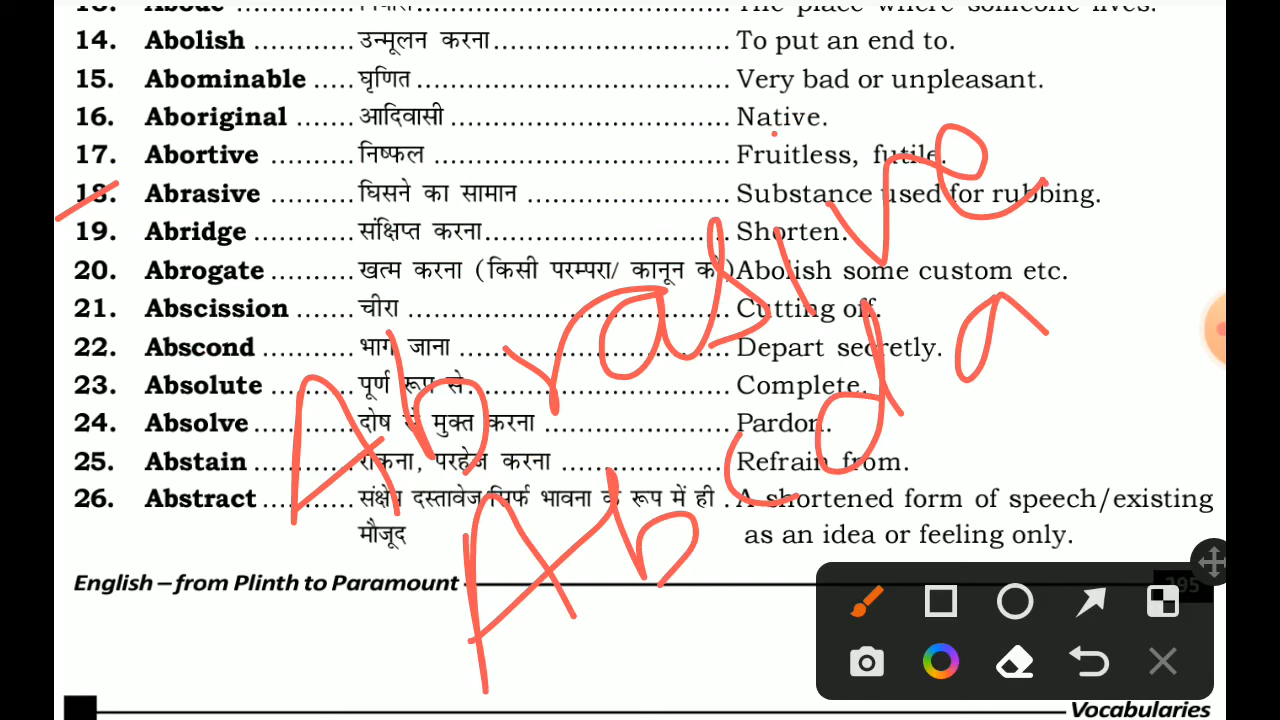 14. Abolish ............ उन्मूलन करना............................. To put an end to.
15. Abominable ..... घृणित ...................................... Very bad or unpleasant.
16. Aboriginal ....... आदिवासी .................................. Native.
17. Abortive .......... निष्फल .................................... Fruitless, futile.
18. Abrasive .......... घिसने का सामान ......................... Substance used for rubbing.
19. Abridge ............ संक्षिप्त करना.............................. Shorten.
20. Abrogate .......... खत्म करना (किसी परम्परा/ कानून को) Abolish some custom etc.
21. Abscission ....... चीरा ....................................... Cutting off.
22. Abscond ........... भाग जाना ................................. Depart secretly.
23. Absolute .......... पूर्ण रूप से................................ Complete.
24. Absolve ............ दोष से मुक्त करना ....................... Pardon.
25. Abstain ............ रोकना, परहेज करना ..................... Refrain from.
26. Abstract ........... संक्षेप दस्तावेज/सिर्फ भावना के रूप में ही . A shortened form of speech/existing
मौजूद as an idea or feeling only.
Abrasive
Ab
English – from Plinth to Paramount
Vocabularies